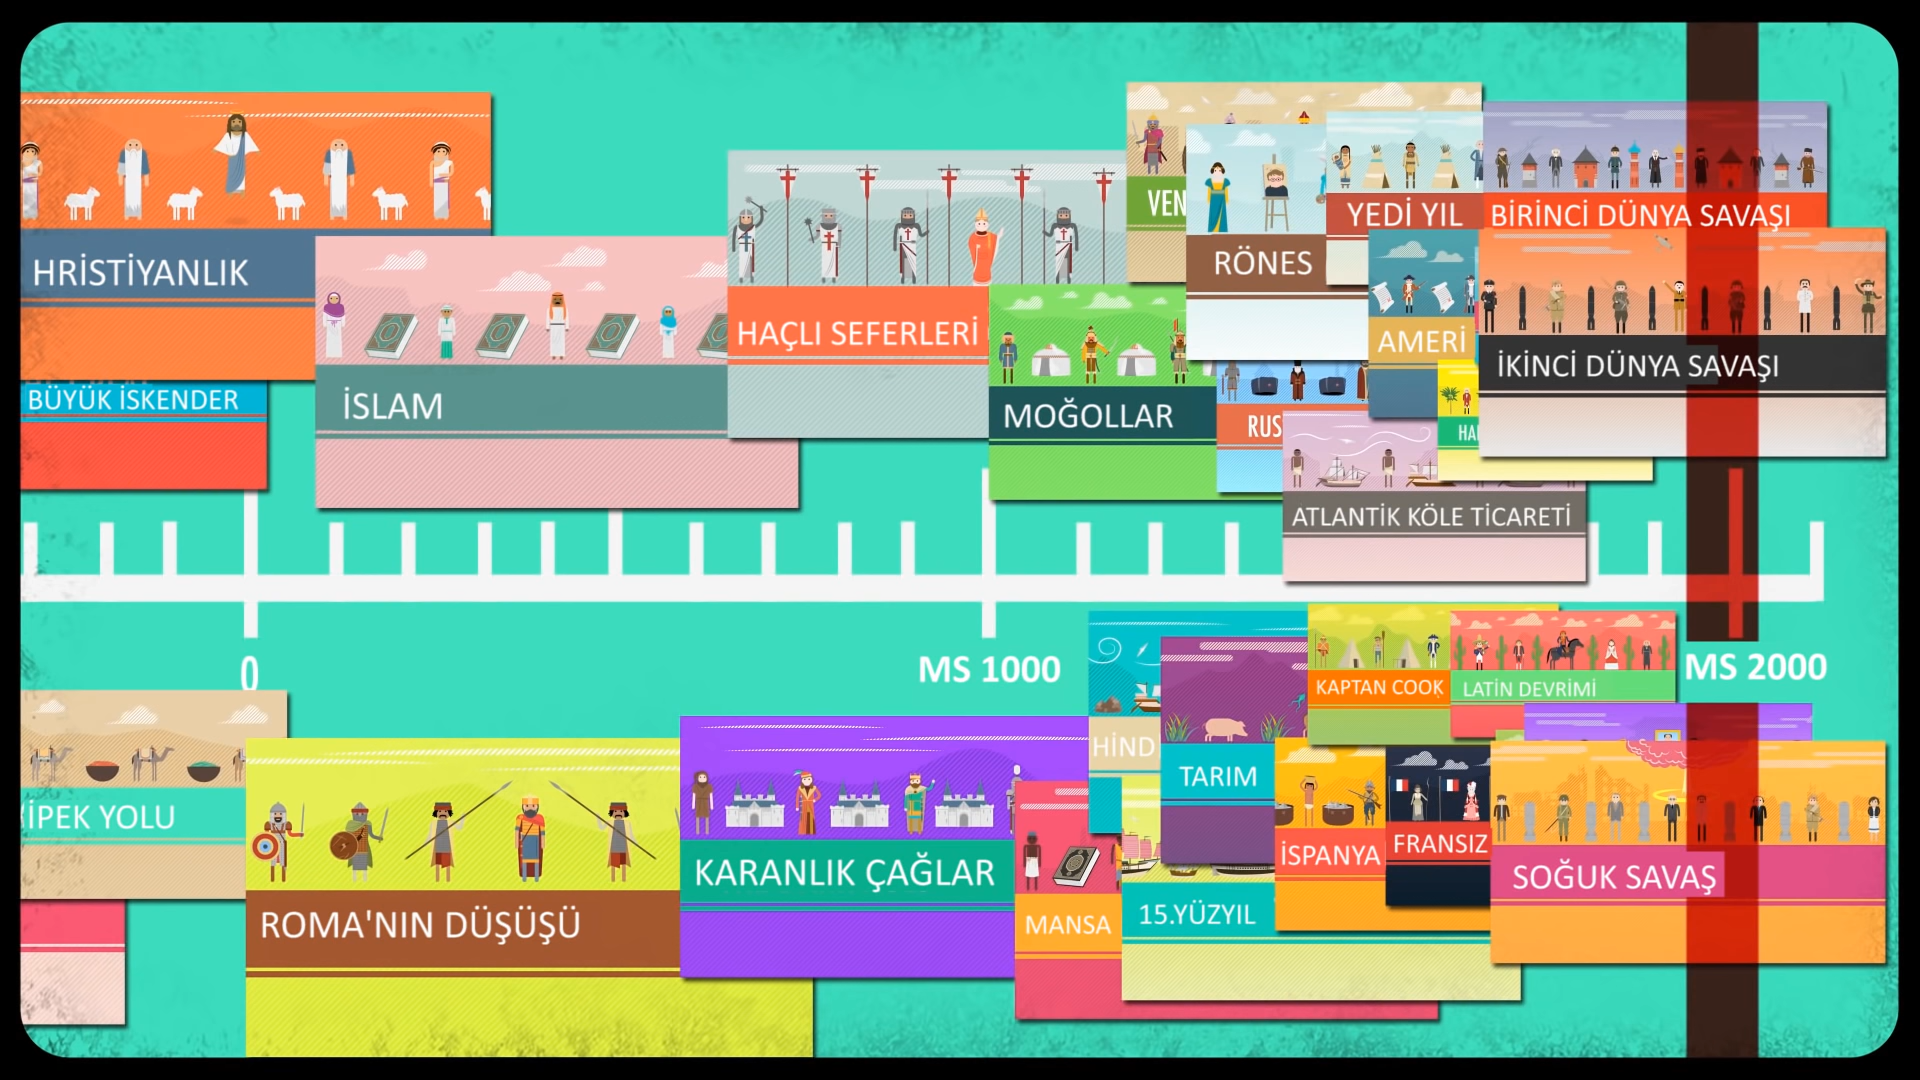 HRİSTİYANLIK
BÜYÜK İSKENDER
İSLAM
HAÇLI SEFERLERİ
MOĞOLLAR
VEN
RÖNES
YEDİ YIL
BİRİNCİ DÜNYA SAVAŞI
AMERİ
İKİNCİ DÜNYA SAVAŞI
RUS
HA
ATLANTİK KÖLE TİCARETİ
0
MS 1000
MS 2000
İPEK YOLU
ROMA'NIN DÜŞÜŞÜ
KARANLIK ÇAĞLAR
MANSA
HİND
TARIM
15.YÜZYIL
KAPTAN COOK
LATİN DEVRİMİ
İSPANYA
FRANSIZ
SOĞUK SAVAŞ